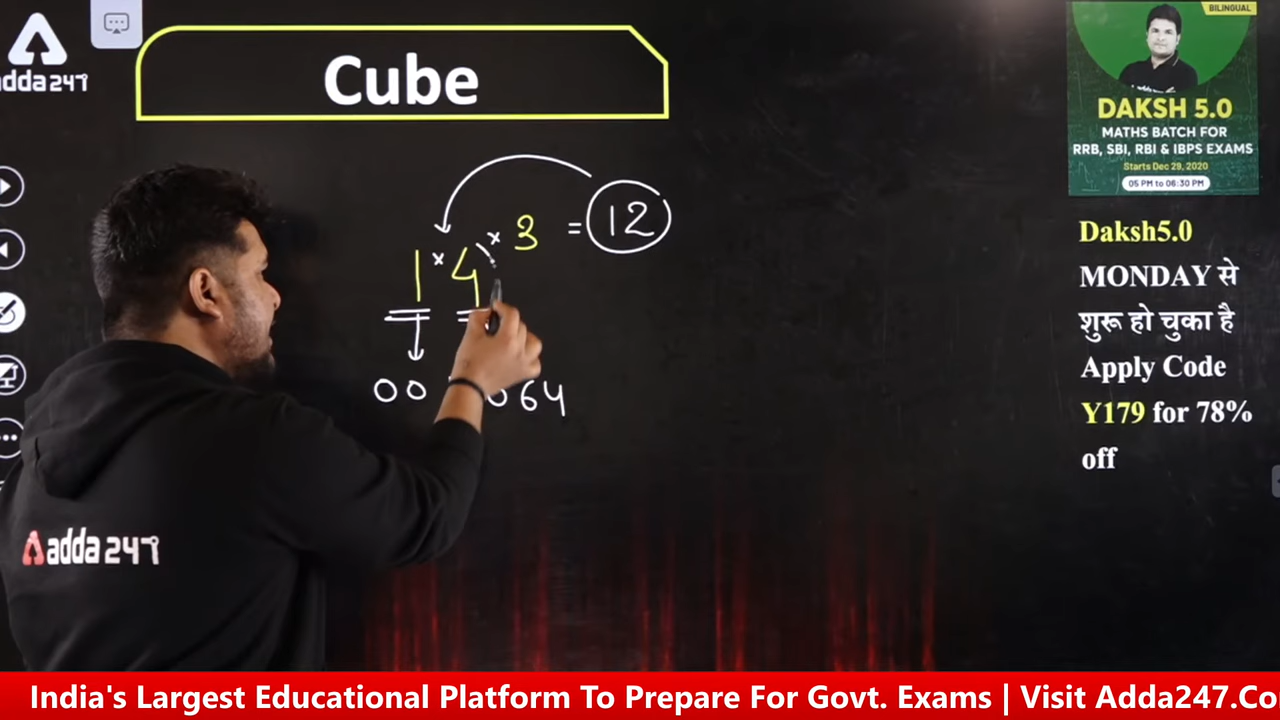 adda247
Cube
1 × 4 × 3 = 12
00 064
adda247
BILINGUAL
DAKSH 5.0
MATHS BATCH FOR
RRB, SBI, RBI & IBPS EXAMS
Starts Dec 29, 2020
05 PM to 06:30 PM
Daksh5.0
MONDAY से
शुरू हो चुका है
Apply Code
Y179 for 78%
off
India's Largest Educational Platform To Prepare For Govt. Exams | Visit Adda247.Co